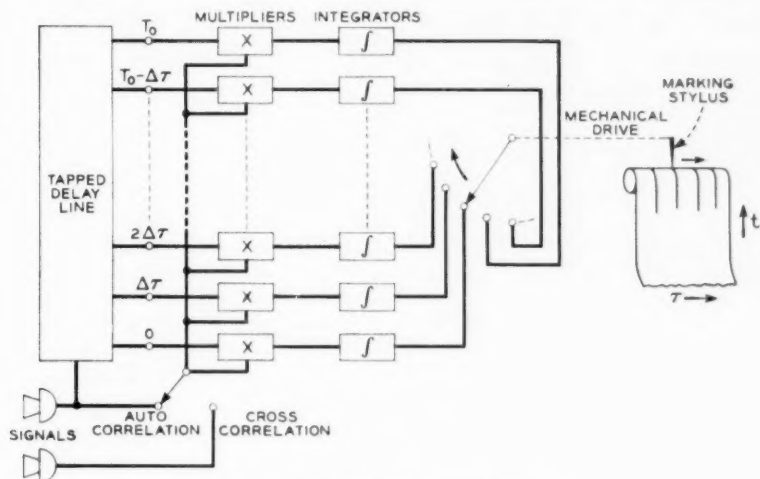 T₀
MULTIPLIERS
INTEGRATORS
X
∫
T₀-Δτ
X
∫
MARKING
STYLUS
MECHANICAL
DRIVE
TAPPED
DELAY
LINE
t
2Δτ
X
∫
τ
Δτ
X
∫
0
X
∫
AUTO
CORRELATION
CROSS
CORRELATION
SIGNALS